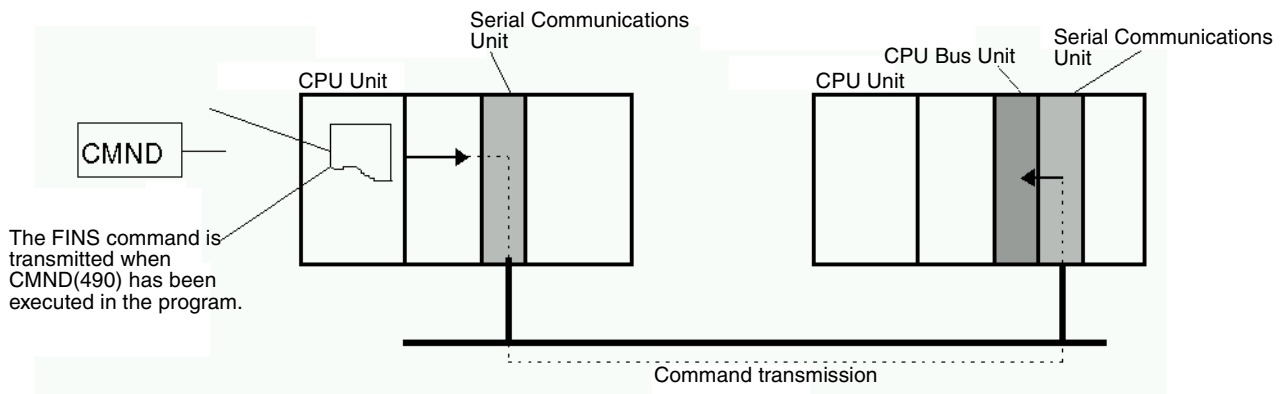 Serial Communications
Unit
Serial Communications
Unit
CPU Bus Unit
CPU Unit
CPU Unit
CMND
The FINS command is
transmitted when
CMND(490) has been
executed in the program.
Command transmission